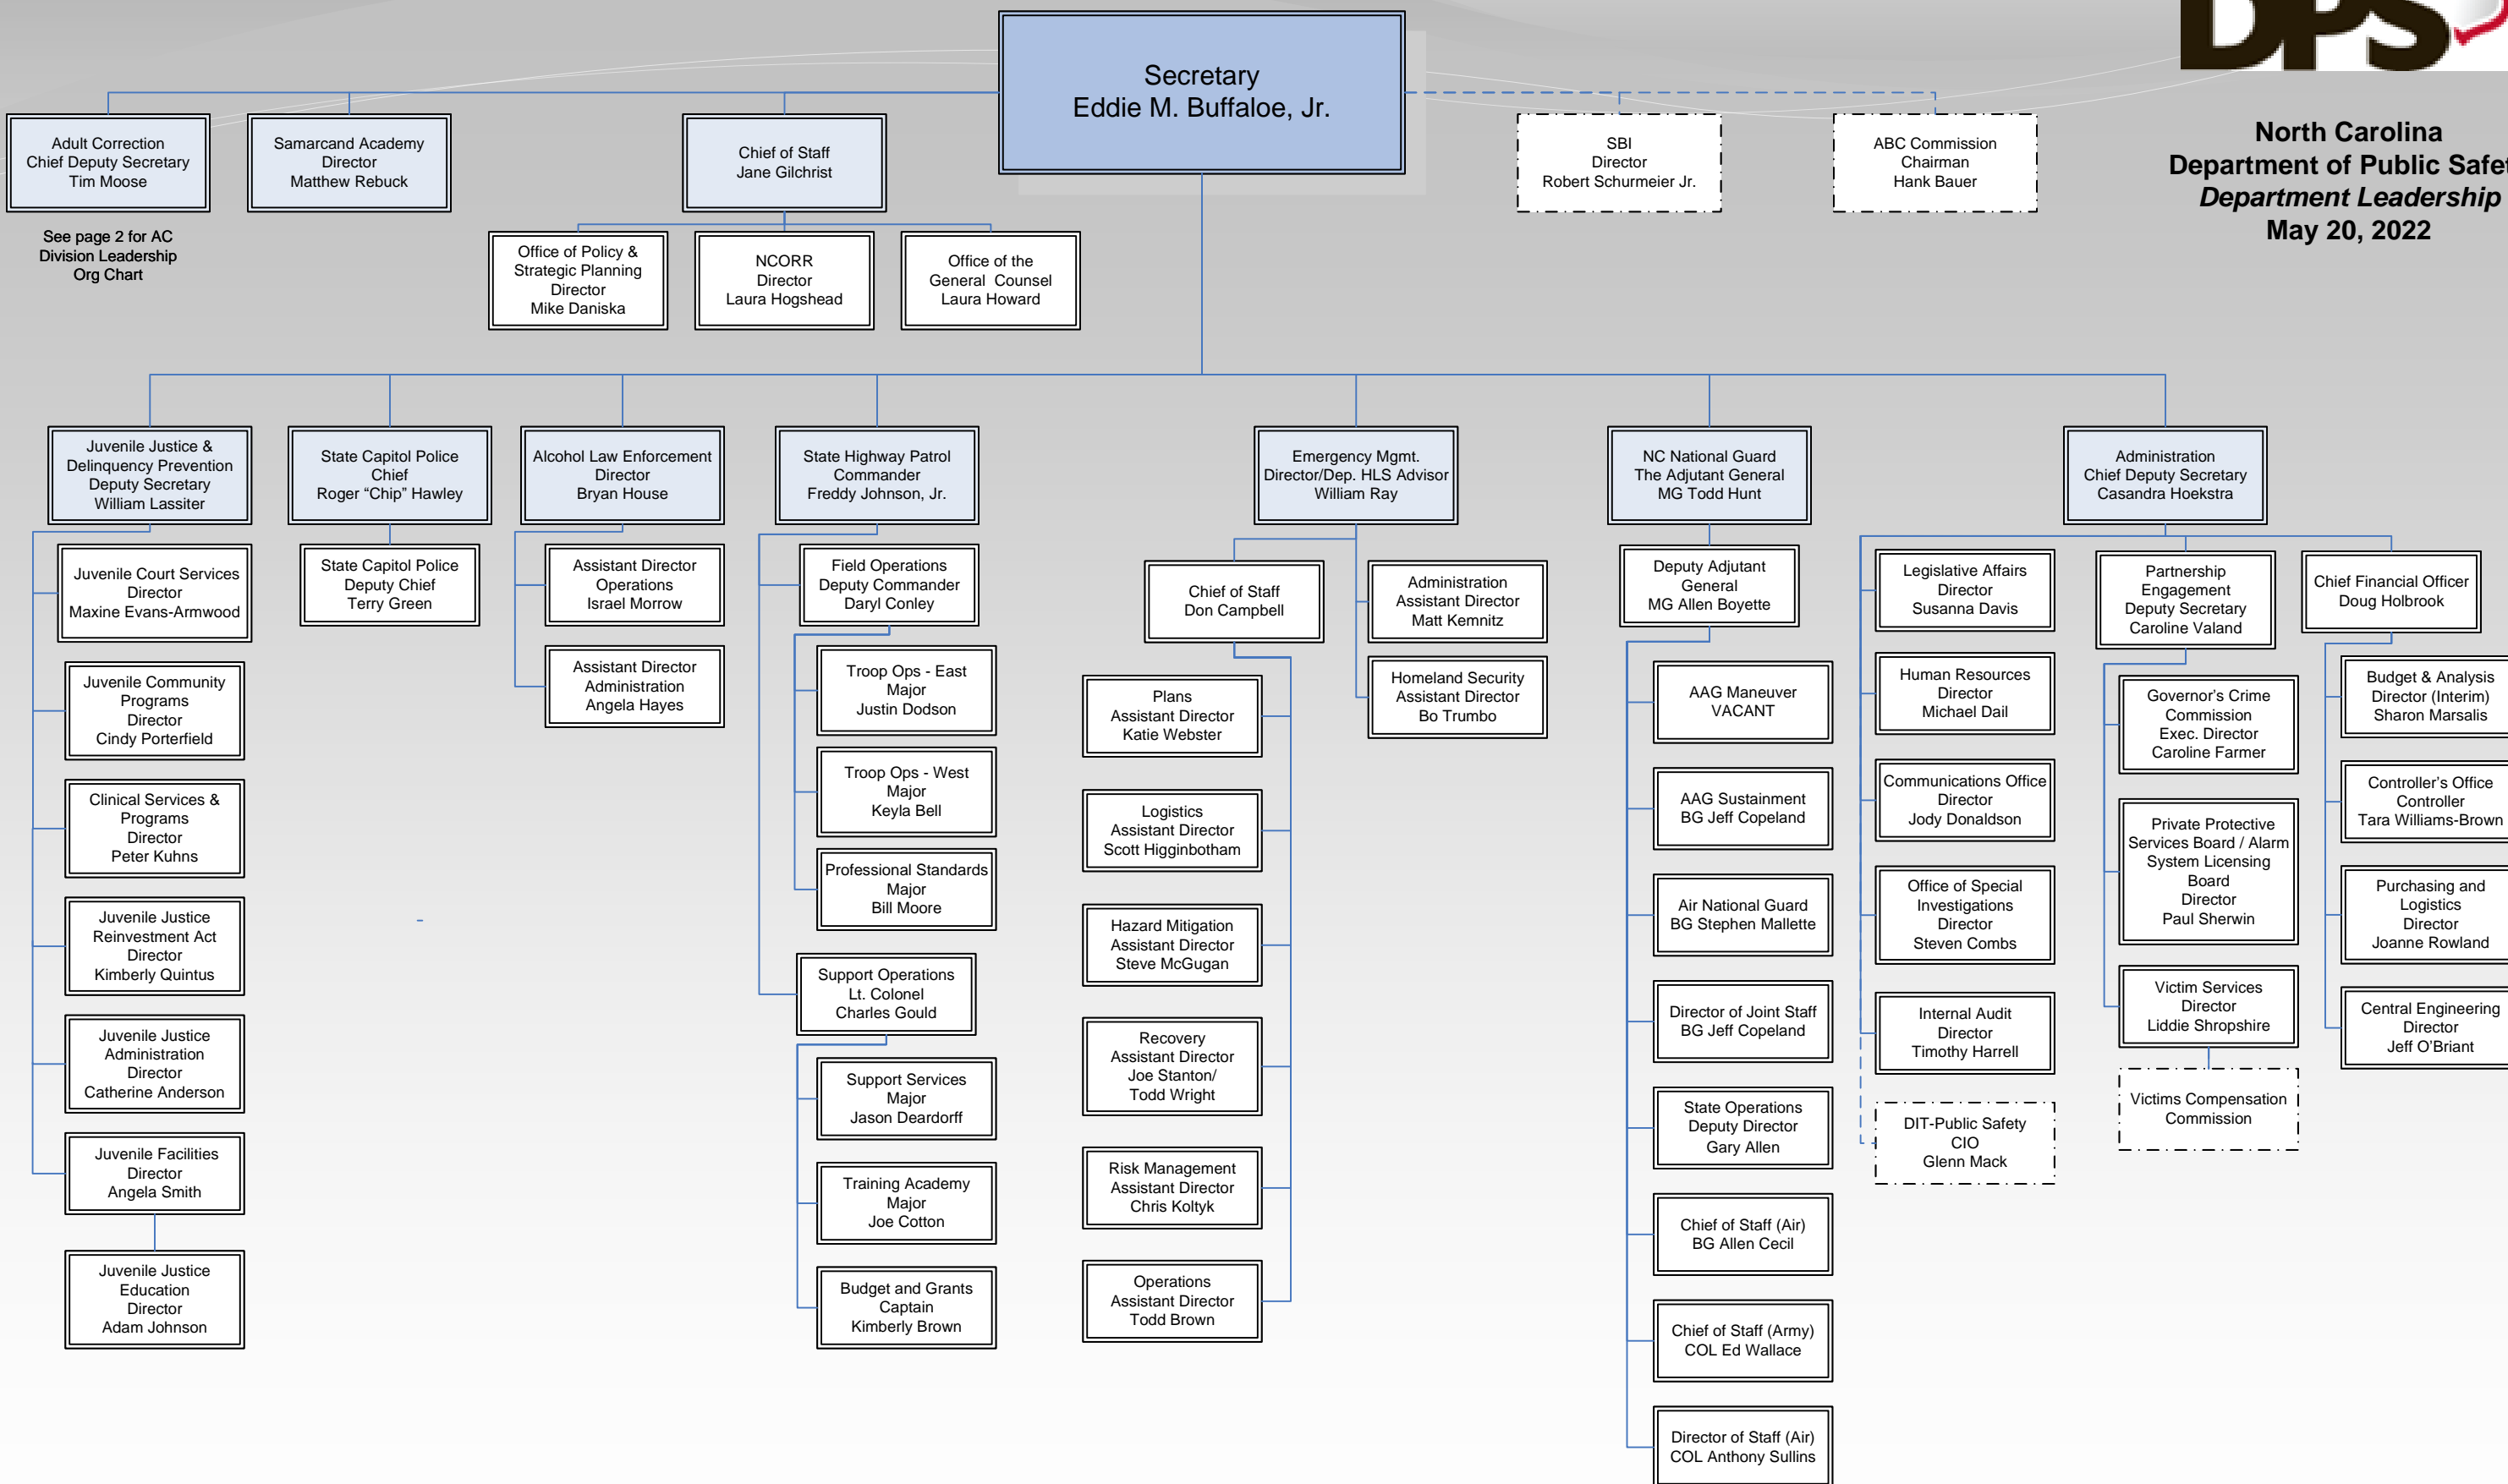 DPS
North Carolina
Department of Public Safet
Department Leadership
May 20, 2022
Secretary
Eddie M. Buffaloe, Jr.
Adult Correction
Chief Deputy Secretary
Tim Moose
See page 2 for AC
Division Leadership
Org Chart
Samarcand Academy
Director
Matthew Rebuck
Chief of Staff
Jane Gilchrist
SBI
Director
Robert Schurmeier Jr.
ABC Commission
Chairman
Hank Bauer
Office of Policy &
Strategic Planning
Director
Mike Daniska
NCORR
Director
Laura Hogshead
Office of the
General Counsel
Laura Howard
Juvenile Justice &
Delinquency Prevention
Deputy Secretary
William Lassiter
Juvenile Court Services
Director
Maxine Evans-Armwood
Juvenile Community
Programs
Director
Cindy Porterfield
Clinical Services &
Programs
Director
Peter Kuhns
Juvenile Justice
Reinvestment Act
Director
Kimberly Quintus
Juvenile Justice
Administration
Director
Catherine Anderson
Juvenile Facilities
Director
Angela Smith
Juvenile Justice
Education
Director
Adam Johnson
State Capitol Police
Chief
Roger “Chip” Hawley
State Capitol Police
Deputy Chief
Terry Green
Alcohol Law Enforcement
Director
Bryan House
Assistant Director
Operations
Israel Morrow
Assistant Director
Administration
Angela Hayes
State Highway Patrol
Commander
Freddy Johnson, Jr.
Field Operations
Deputy Commander
Daryl Conley
Troop Ops - East
Major
Justin Dodson
Troop Ops - West
Major
Keyla Bell
Professional Standards
Major
Bill Moore
Support Operations
Lt. Colonel
Charles Gould
Support Services
Major
Jason Deardorff
Training Academy
Major
Joe Cotton
Budget and Grants
Captain
Kimberly Brown
Emergency Mgmt.
Director/Dep. HLS Advisor
William Ray
Chief of Staff
Don Campbell
Administration
Assistant Director
Matt Kemnitz
Homeland Security
Assistant Director
Bo Trumbo
Plans
Assistant Director
Katie Webster
Logistics
Assistant Director
Scott Higginbotham
Hazard Mitigation
Assistant Director
Steve McGugan
Recovery
Assistant Director
Joe Stanton/
Todd Wright
Risk Management
Assistant Director
Chris Koltyk
Operations
Assistant Director
Todd Brown
NC National Guard
The Adjutant General
MG Todd Hunt
Deputy Adjutant
General
MG Allen Boyette
AAG Maneuver
VACANT
AAG Sustainment
BG Jeff Copeland
Air National Guard
BG Stephen Mallette
Director of Joint Staff
BG Jeff Copeland
State Operations
Deputy Director
Gary Allen
Chief of Staff (Air)
BG Allen Cecil
Chief of Staff (Army)
COL Ed Wallace
Director of Staff (Air)
COL Anthony Sullins
Administration
Chief Deputy Secretary
Casandra Hoekstra
Legislative Affairs
Director
Susanna Davis
Human Resources
Director
Michael Dail
Communications Office
Director
Jody Donaldson
Office of Special
Investigations
Director
Steven Combs
Internal Audit
Director
Timothy Harrell
DIT-Public Safety
CIO
Glenn Mack
Partnership
Engagement
Deputy Secretary
Caroline Valand
Governor’s Crime
Commission
Exec. Director
Caroline Farmer
Private Protective
Services Board / Alarm
System Licensing
Board
Director
Paul Sherwin
Victim Services
Director
Liddie Shropshire
Victims Compensation
Commission
Chief Financial Officer
Doug Holbrook
Budget & Analysis
Director (Interim)
Sharon Marsalis
Controller’s Office
Controller
Tara Williams-Brown
Purchasing and
Logistics
Director
Joanne Rowland
Central Engineering
Director
Jeff O’Briant